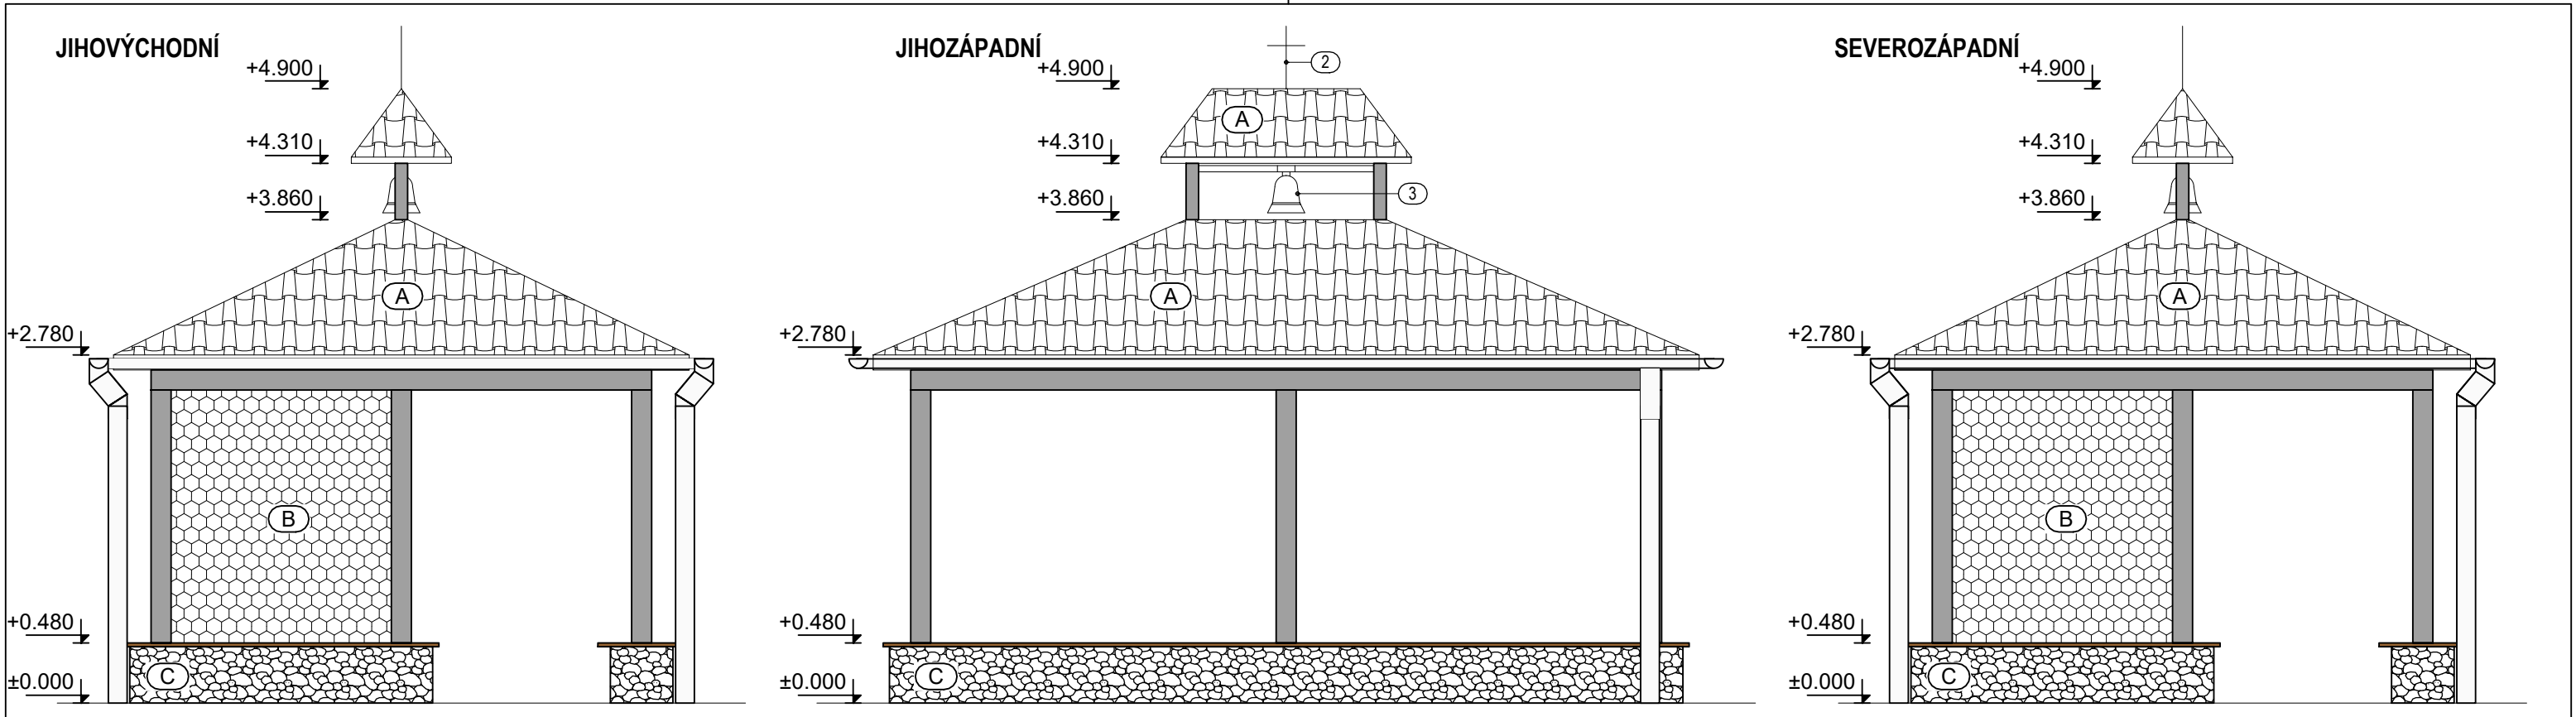 JIHOVÝCHODNÍ
+4.900
+4.310
+3.860
A
+2.780
B
+0.480
C
±0.000
JIHOZÁPADNÍ
+4.900
2
A
+4.310
+3.860
3
A
+2.780
+0.480
C
±0.000
SEVEROZÁPADNÍ
+4.900
+4.310
+3.860
A
+2.780
B
+0.480
C
±0.000